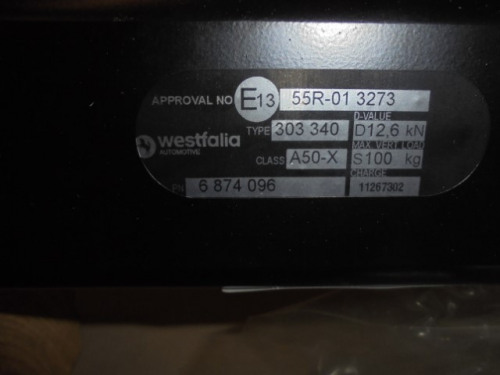 APPROVAL NO E13 55R-01 3273
D-VALUE
westfalia TYPE 303 340 D12,6 kN
AUTOMOTIVE MAX. VERT LOAD
CLASS A50-X S100 kg
CHARGE
PN 6 874 096 11267302